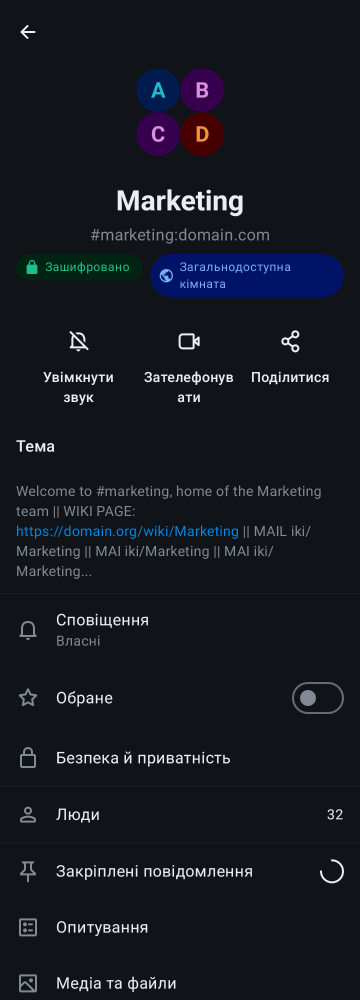 A B
C D
Marketing
#marketing:domain.com
Зашифровано
Загальнодоступна
кімната
Увімкнути
звук
Зателефонув
ати
Поділитися
Тема
Welcome to #marketing, home of the Marketing
team || WIKI PAGE:
https://domain.org/wiki/Marketing || MAIL iki/
Marketing || MAI iki/Marketing || MAI iki/
Marketing...
Сповіщення
Власні
Обране
Безпека й приватність
Люди 32
Закріплені повідомлення
Опитування
Медіа та файли